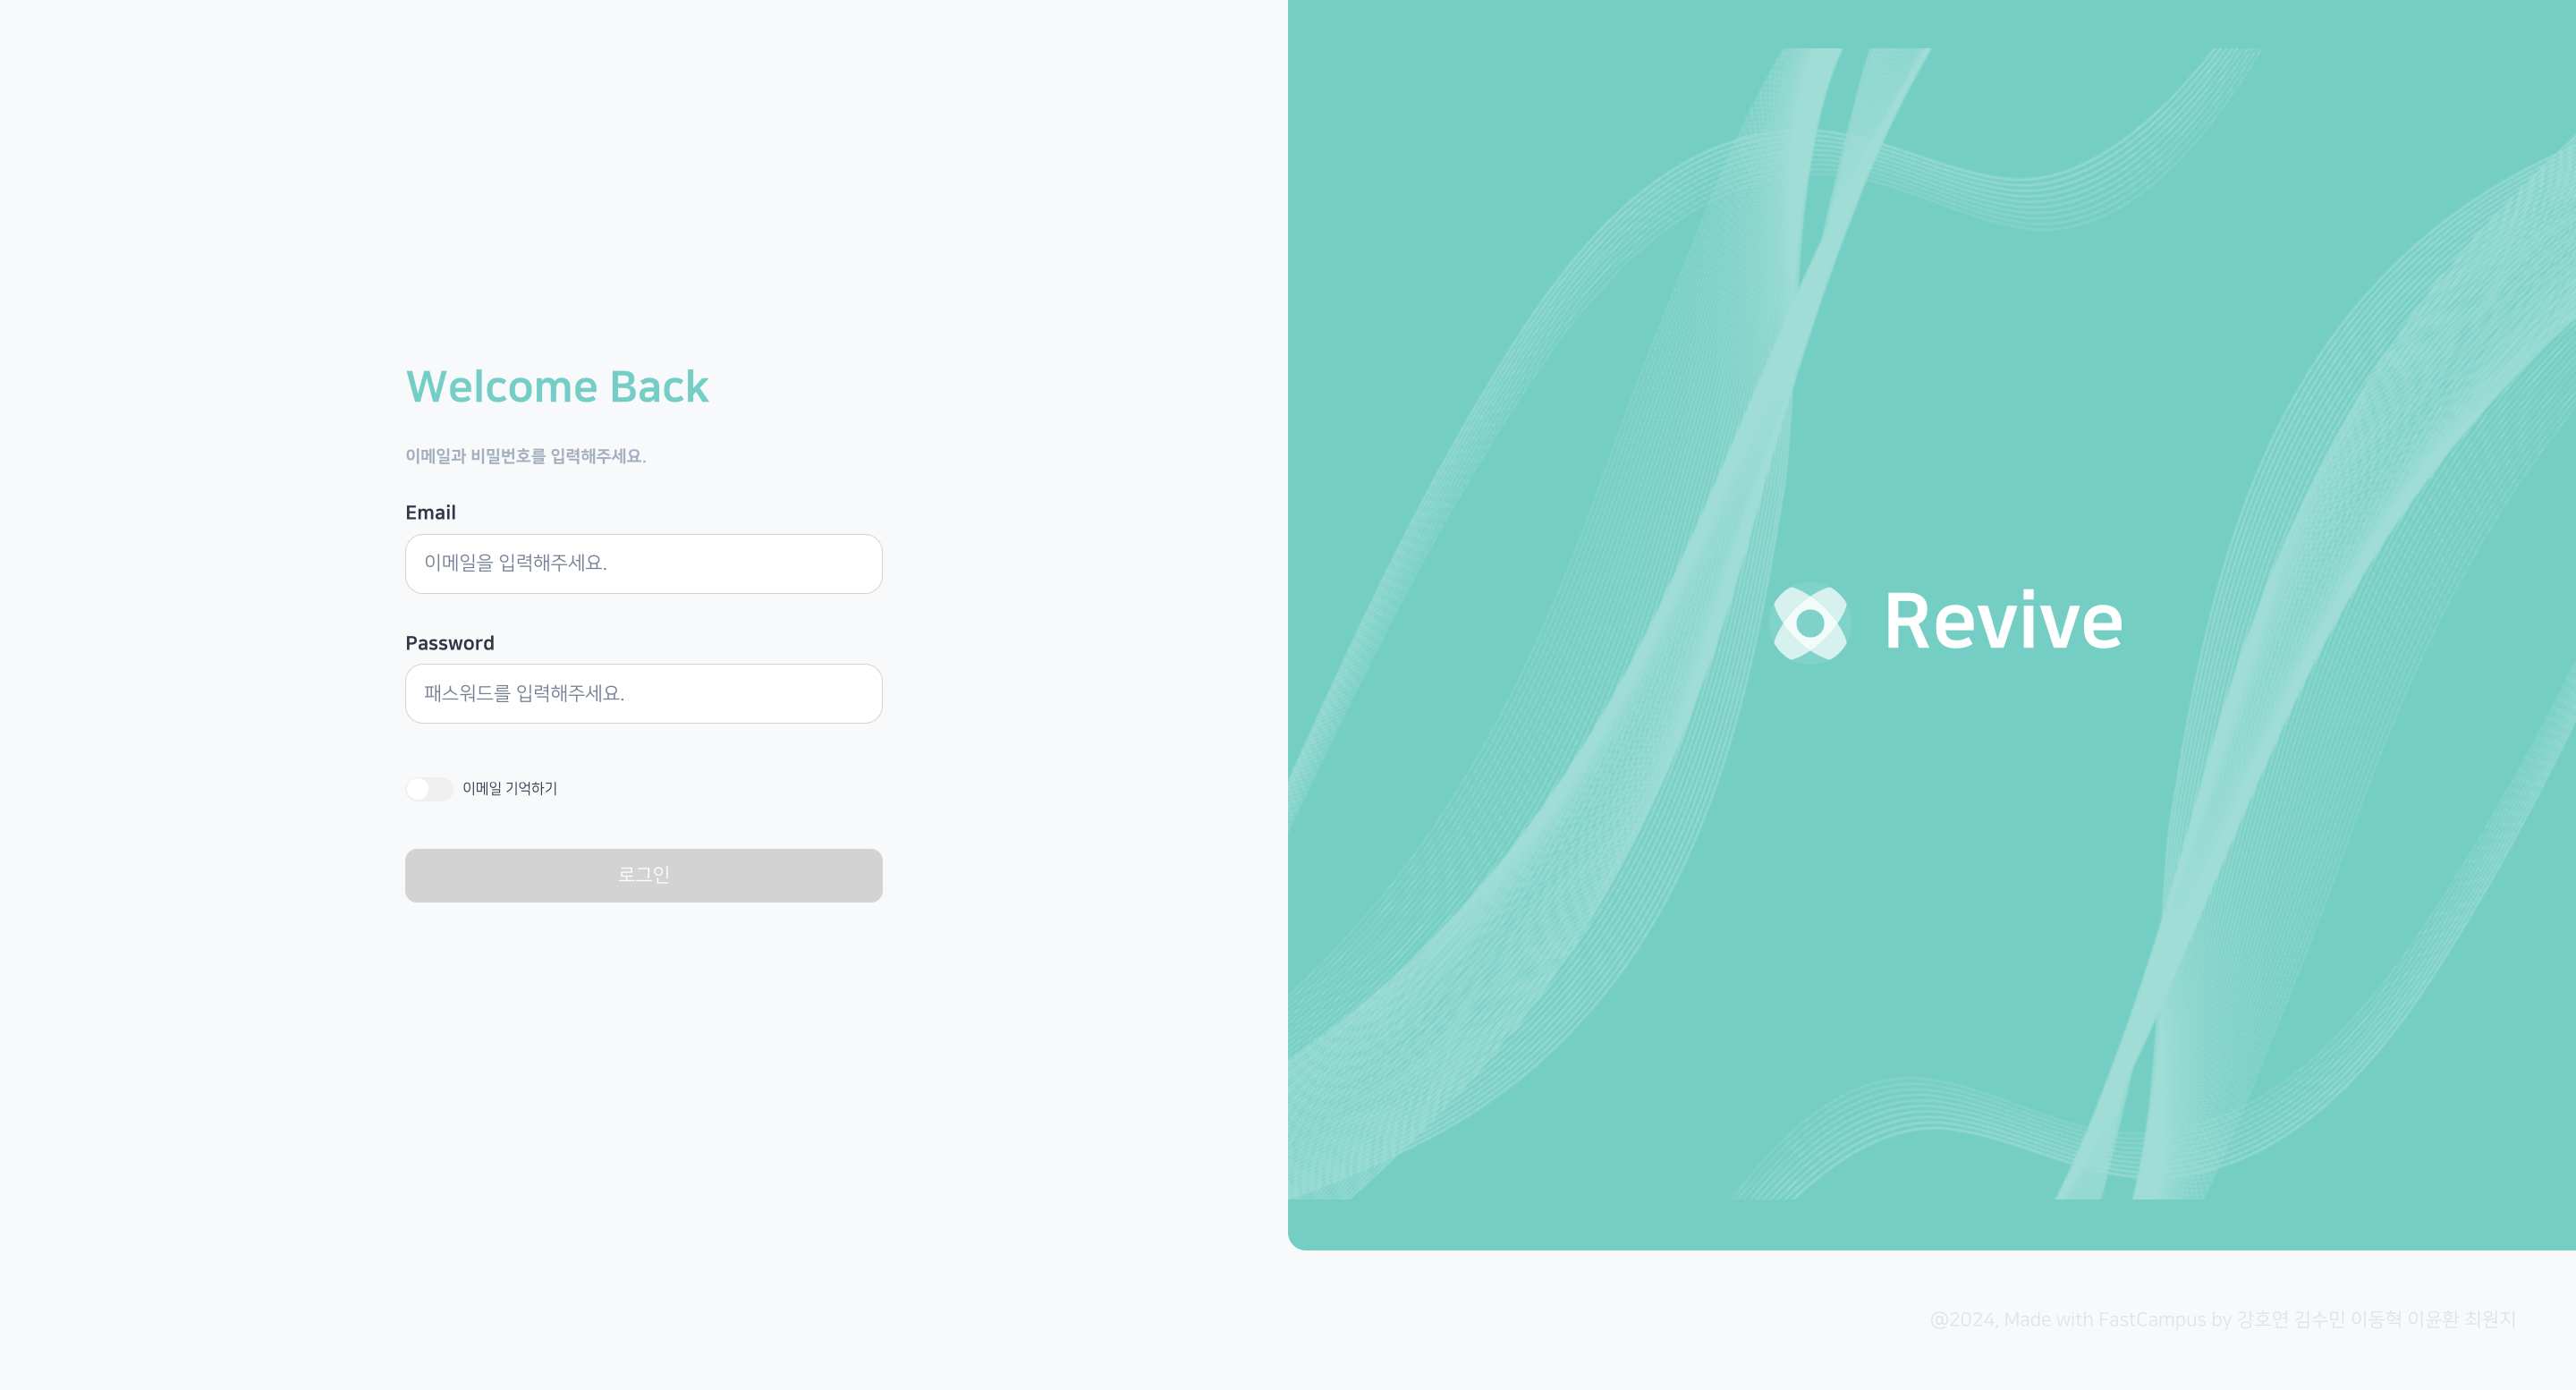 Welcome Back
이메일과 비밀번호를 입력해주세요.
Email
이메일을 입력해주세요.
Password
패스워드를 입력해주세요.
이메일 기억하기
로그인
Revive
@2024, Made with FastCampus by 강호연 김수민 이동혁 이윤환 최원지